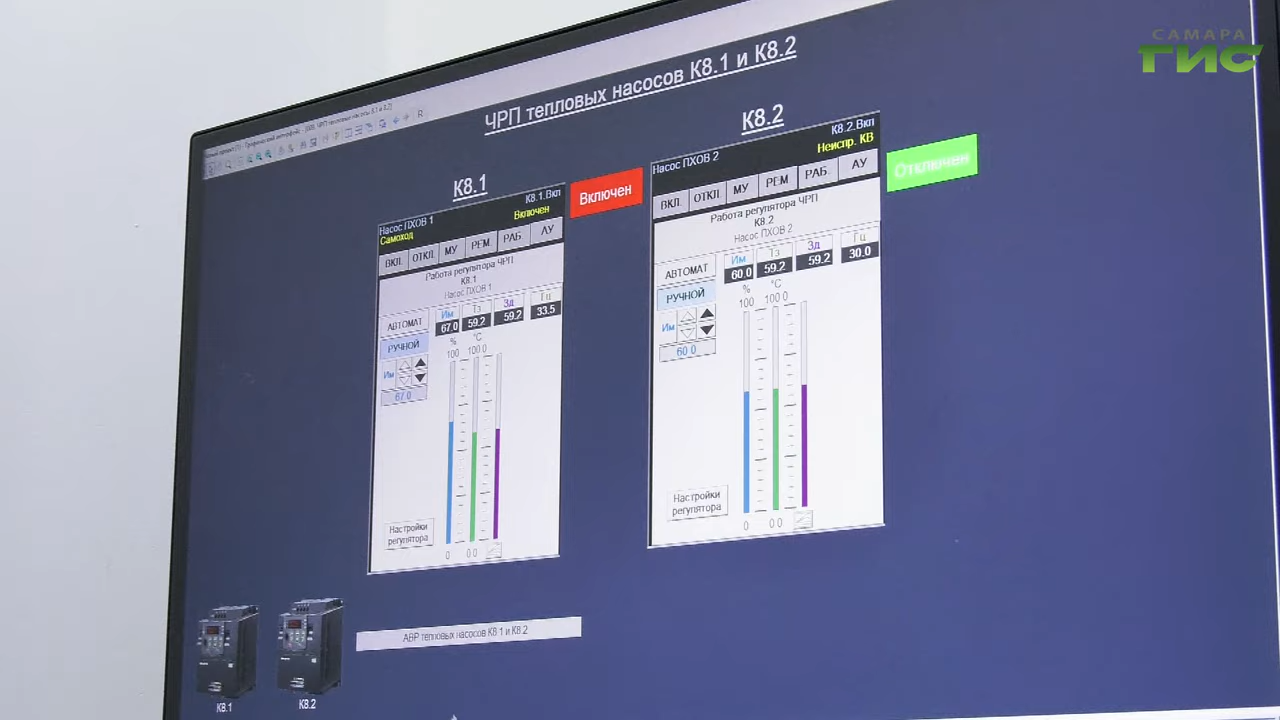 САМАРА
ГИС
ЧРП тепловых насосов К8.1 и К8.2
К8.1
Насос ПХОВ 1
К8.1.Вкл
Самоход
Включен
ВКЛ. ОТКЛ. МУ РЕМ РАБ. АУ
Работа регулятора ЧРП
К8.1
Насос ПХОВ 1
АВТОМАТ
РУЧНОЙ
Им Тз Зд Гц
67.0 59.2 59.2 33.5
% °C
100 100.0
Им
67.0
Настройки
регулятора
0 0.0
Включен
К8.2
Насос ПХОВ 2
К8.2.Вкл
Неиспр. КВ
ВКЛ. ОТКЛ МУ РЕМ РАБ. АУ
Работа регулятора ЧРП
К8.2
Насос ПХОВ 2
АВТОМАТ
РУЧНОЙ
Им Тз Зд Гц
60.0 59.2 59.2 30.0
% °C
100 100.0
Им
60.0
Настройки
регулятора
0 0.0
Отключен
АВР тепловых насосов К8.1 и К8.2
К8.1
К8.2